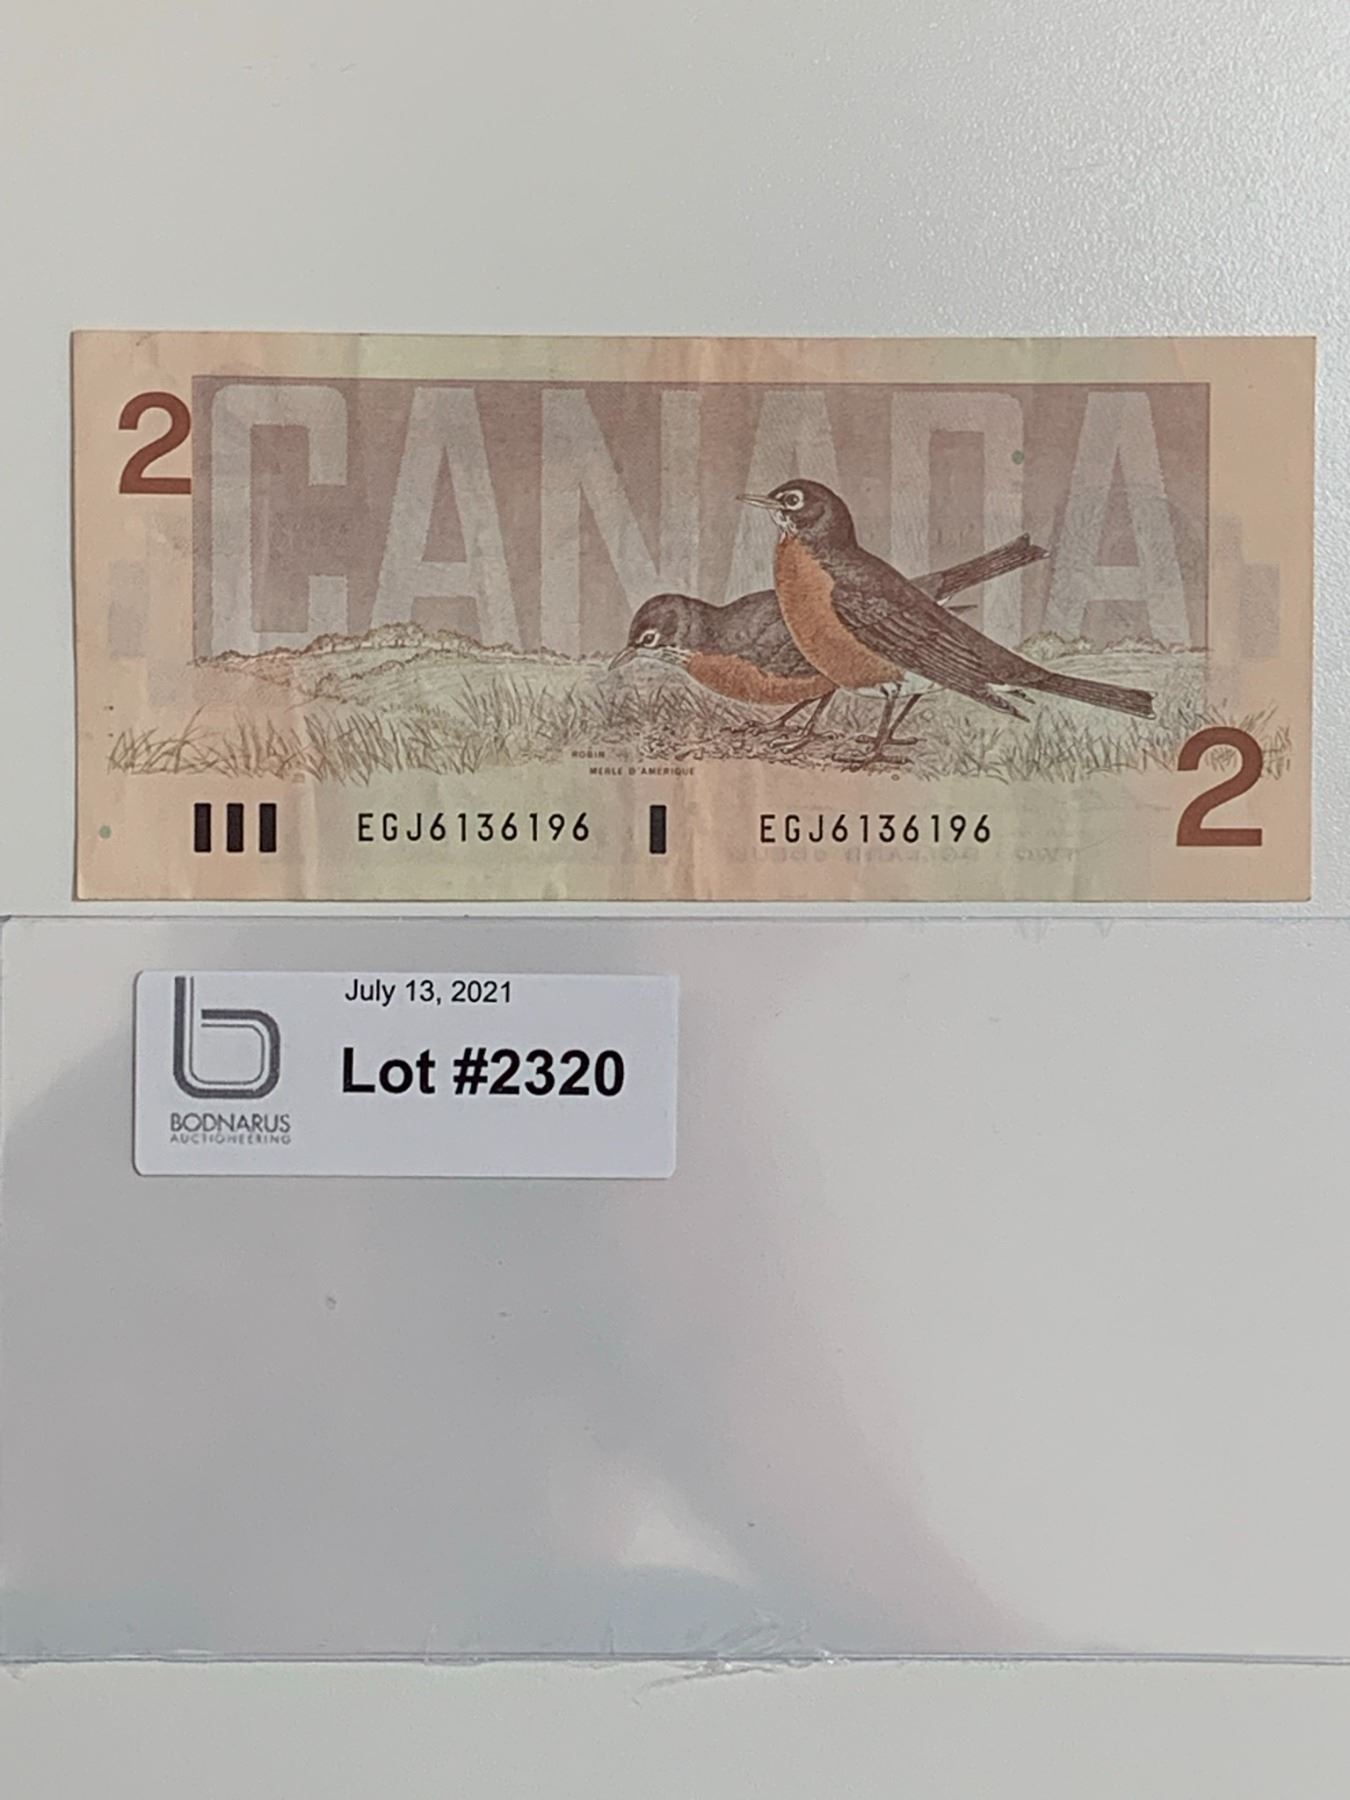 2
CANADA
ROBIN
MERLE D'AMÉRIQUE
EGJ6136196 EGJ6136196
2
July 13, 2021
Lot #2320
BODNARUS
AUCTIONEERING